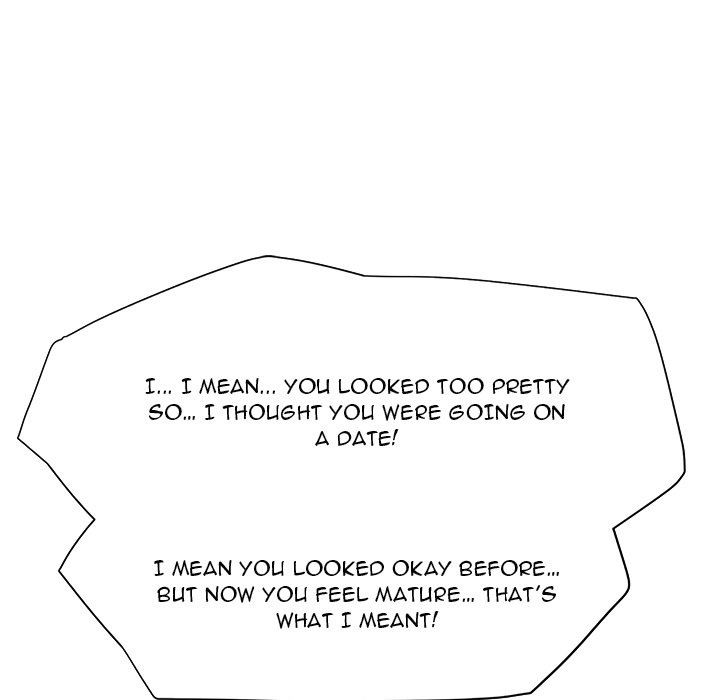 I... I MEAN... YOU LOOKED TOO PRETTY
SO... I THOUGHT YOU WERE GOING ON
A DATE!
I MEAN YOU LOOKED OKAY BEFORE...
BUT NOW YOU FEEL MATURE... THAT'S
WHAT I MEANT!